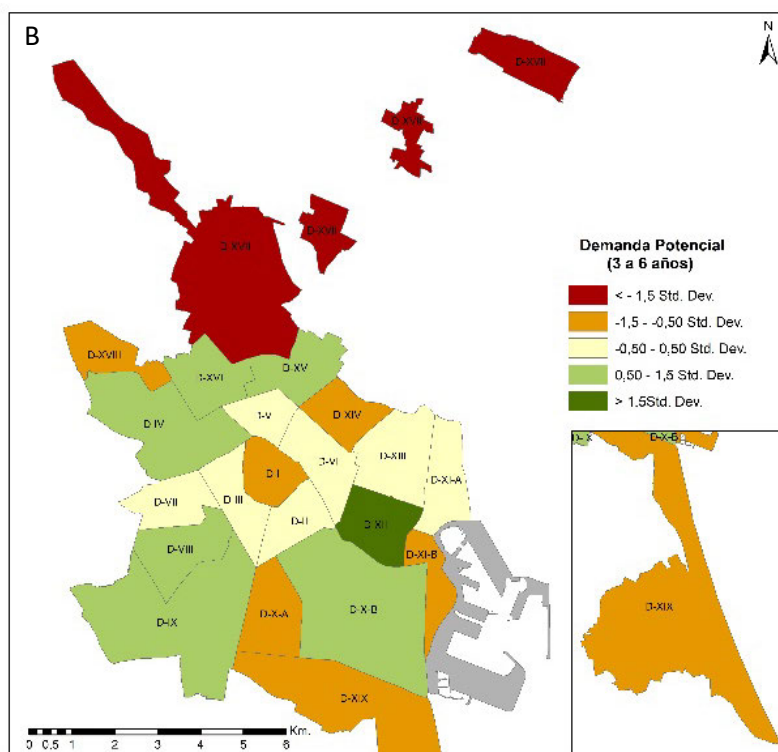 B
N
D-XVII
D-XVII
D-XVII
D-XVII
Demanda Potencial
(3 a 6 años)
< - 1,5 Std. Dev.
-1,5 - -0,50 Std. Dev.
-0,50 - 0,50 Std. Dev.
0,50 - 1,5 Std. Dev.
> 1.5Std. Dev.
D-XVIII
D-XVI
D-XV
D-IV
D-V
D-XIV
D-VI
D-XIII
D-I
D-XI-A
D-VII
D-III
D-II
D-XII
D-VIII
D-XI-B
D-IX
D-X-A
D-X-B
D-XIX
D-X
D-X-B
D-XIX
0 0.5 1 2 3 4 5 6
Km.